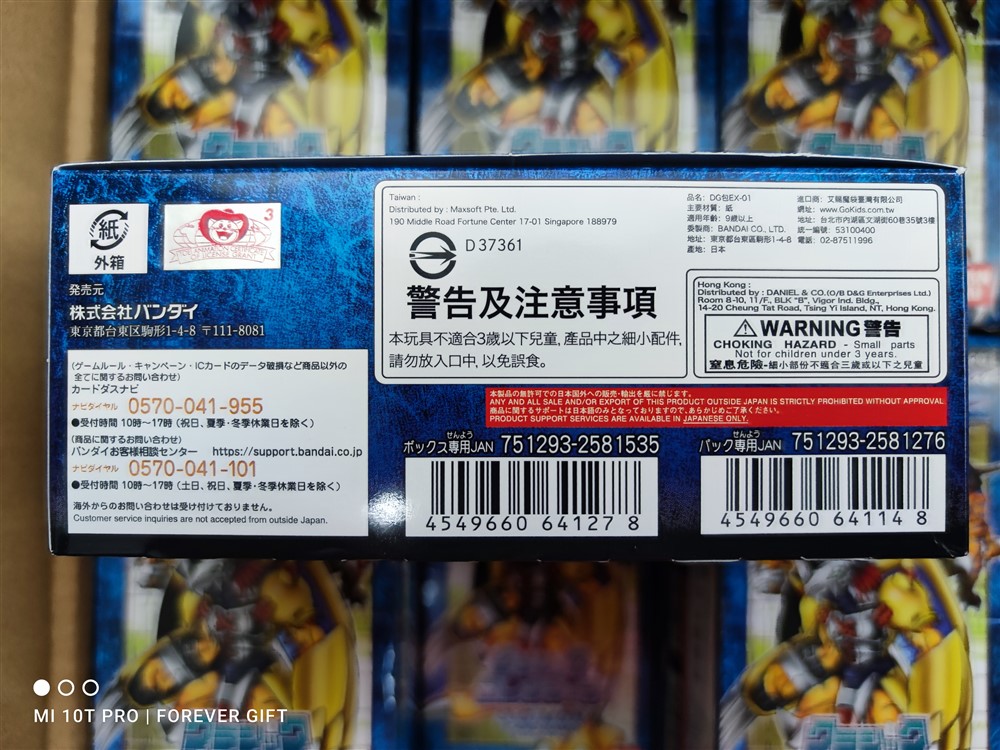 紙
外箱
3
発売元
株式会社バンダイ
東京都台東区駒形1-4-8 〒111-8081
(ゲームルール・キャンペーン・ICカードのデータ破損など商品以外の
全てに関するお問い合わせ)
カードダスナビ
ナビダイヤル 0570-041-955
●受付時間 10時〜17時(祝日、夏季・冬季休業日を除く)
(商品に関するお問い合わせ)
バンダイお客様相談センター https://support.bandai.co.jp
ナビダイヤル 0570-041-101
●受付時間 10時〜17時(土日、祝日、夏季・冬季休業日を除く)
海外からのお問い合わせは受け付けておりません。
Customer service inquiries are not accepted from outside Japan.
Taiwan :
Distributed by : Maxsoft Pte. Ltd.
190 Middle Road Fortune Center 17-01 Singapore 188979
D37361
警告及注意事項
本玩具不適合3歲以下兒童, 產品中之細小配件,
請勿放入口中, 以免誤食。
品名: DG包EX-01
主要材質: 紙
適用年齡: 9歲以上
委製商: BANDAI CO., LTD.
地址: 東京都台東區駒形1-4-8
產地: 日本
進口商: 艾賜魔袋臺灣有限公司
網址: www.GoKids.com.tw
地址: 台北市內湖區文湖街60巷35號3樓
統一編號: 53100400
電話: 02-87511996
Hong Kong :
Distributed by : DANIEL & CO.(O/B D&G Enterprises Ltd.)
Room 8-10, 11/F., BLK "B", Vigor Ind. Bldg.,
14-20 Cheung Tat Road, Tsing Yi Island, NT, Hong Kong.
WARNING 警告
CHOKING HAZARD - Small parts
Not for children under 3 years.
窒息危險-細小部份不適合三歲或以下之兒童
本製品の無許可での日本国外への販売・輸出を厳に禁じます。
ANY AND ALL SALE AND/OR EXPORT OF THIS PRODUCT OUTSIDE JAPAN IS STRICTLY PROHIBITED WITHOUT APPROVAL.
商品に関するサポートは日本語のみとなっておりますので、あらかじめご了承ください。
PRODUCT SUPPORT SERVICES ARE AVAILABLE IN JAPANESE ONLY.
ボックス専用JAN 751293-2581535
せんよう
4549660 64127 8
パック専用JAN 751293-2581276
せんよう
4549660 64114 8
MI 10T PRO | FOREVER GIFT